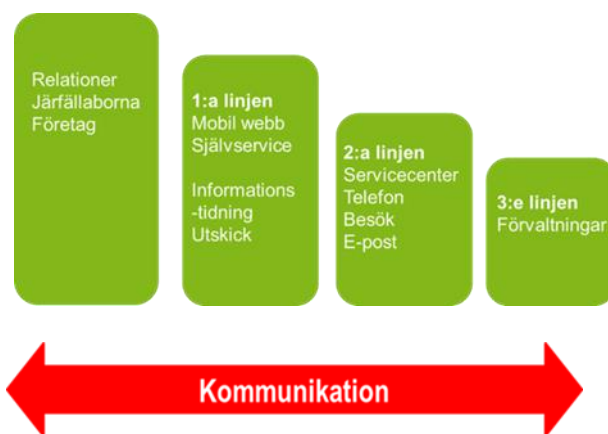 Relationer
Järfällaborna
Företag
1:a linjen
Mobil webb
Självservice
Informations
-tidning
Utskick
2:a linjen
Servicecenter
Telefon
Besök
E-post
3:e linjen
Förvaltningar
Kommunikation